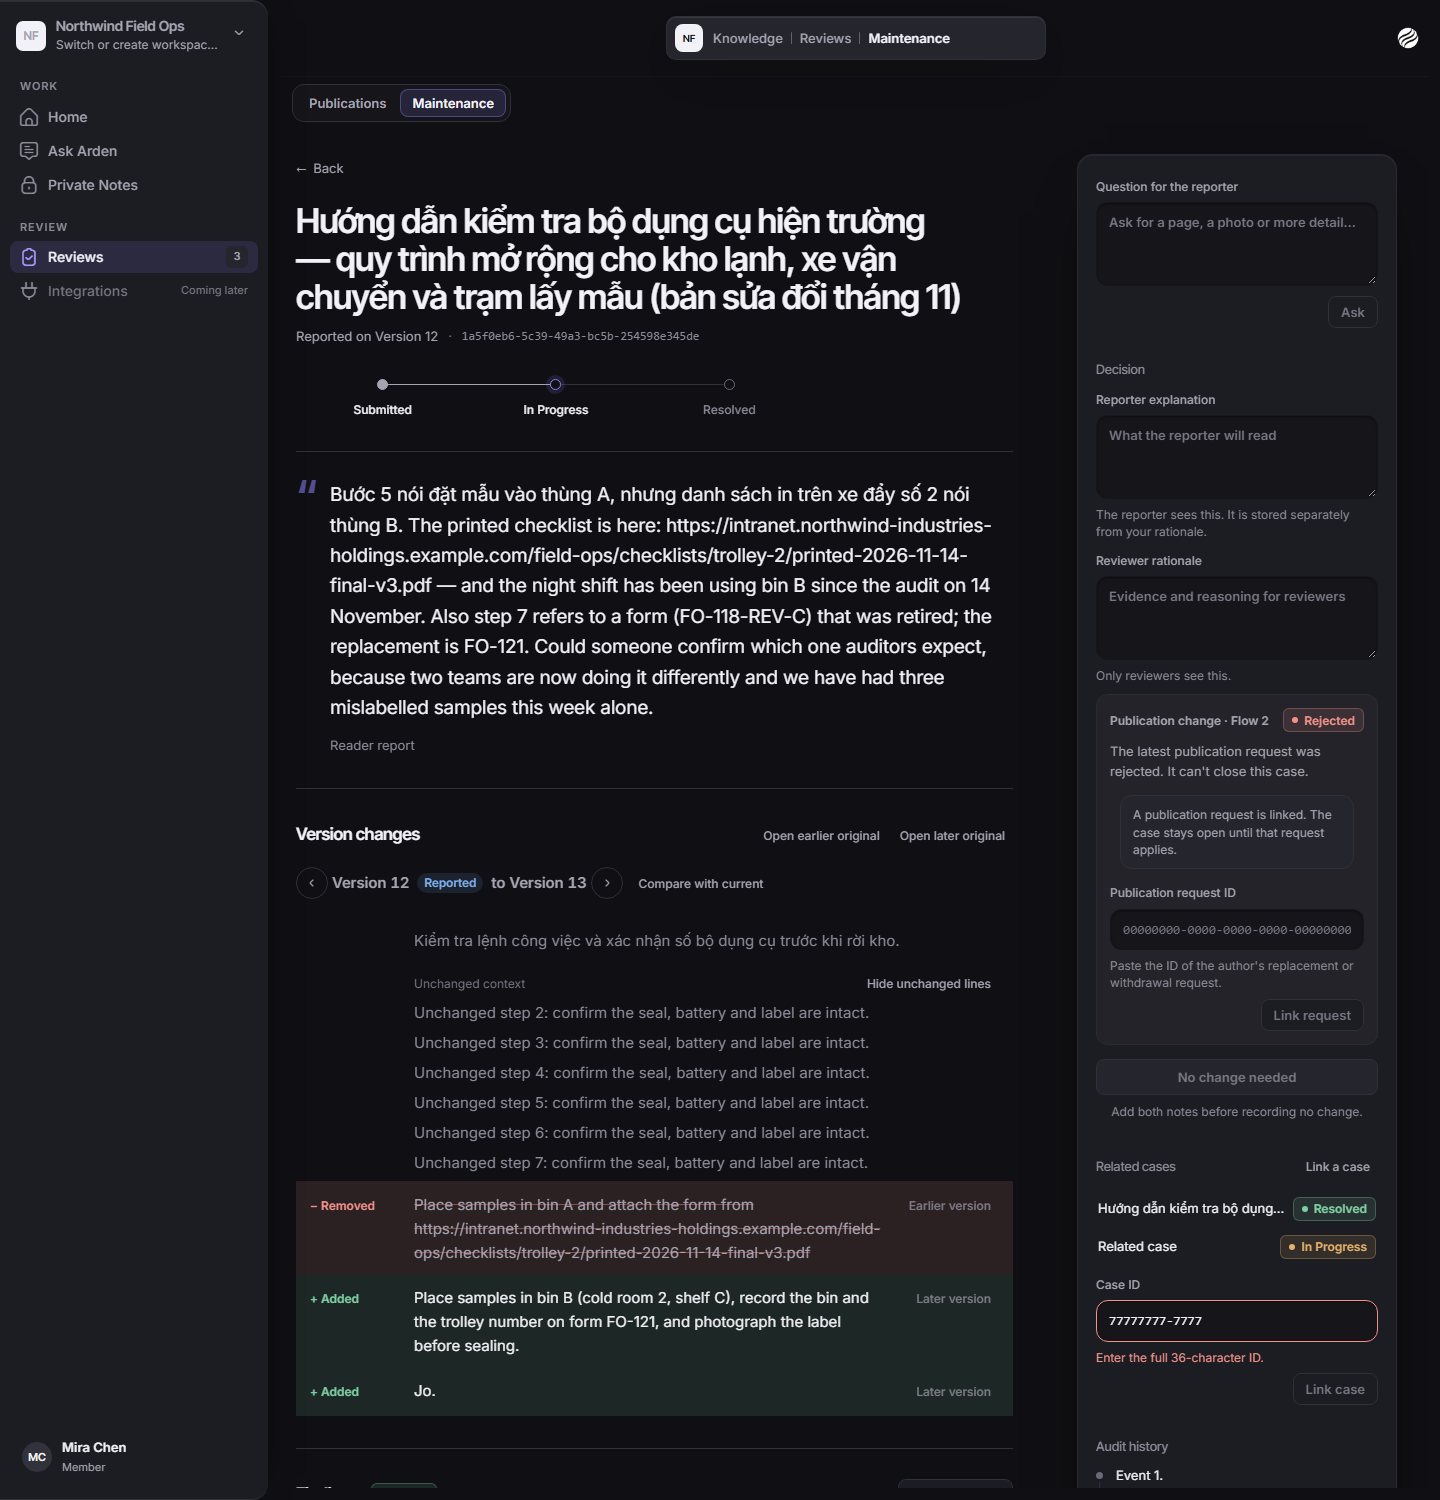 NF
Northwind Field Ops
Switch or create workspac...
WORK
Home
Ask Arden
Private Notes
REVIEW
Reviews
3
Integrations
Coming later
MC
Mira Chen
Member
NF
Knowledge
Reviews
Maintenance
Publications
Maintenance
← Back
Hướng dẫn kiểm tra bộ dụng cụ hiện trường
— quy trình mở rộng cho kho lạnh, xe vận
chuyển và trạm lấy mẫu (bản sửa đổi tháng 11)
Reported on Version 12 · 1a5f0eb6-5c39-49a3-bc5b-254598e345de
Submitted
In Progress
Resolved
Bước 5 nói đặt mẫu vào thùng A, nhưng danh sách in trên xe đẩy số 2 nói
thùng B. The printed checklist is here: https://intranet.northwind-industries-
holdings.example.com/field-ops/checklists/trolley-2/printed-2026-11-14-
final-v3.pdf — and the night shift has been using bin B since the audit on 14
November. Also step 7 refers to a form (FO-118-REV-C) that was retired; the
replacement is FO-121. Could someone confirm which one auditors expect,
because two teams are now doing it differently and we have had three
mislabelled samples this week alone.
Reader report
Version changes
Open earlier original
Open later original
Version 12
Reported
to Version 13
Compare with current
Kiểm tra lệnh công việc và xác nhận số bộ dụng cụ trước khi rời kho.
Unchanged context
Hide unchanged lines
Unchanged step 2: confirm the seal, battery and label are intact.
Unchanged step 3: confirm the seal, battery and label are intact.
Unchanged step 4: confirm the seal, battery and label are intact.
Unchanged step 5: confirm the seal, battery and label are intact.
Unchanged step 6: confirm the seal, battery and label are intact.
Unchanged step 7: confirm the seal, battery and label are intact.
− Removed
Place samples in bin A and attach the form from
https://intranet.northwind-industries-holdings.example.com/field-
ops/checklists/trolley-2/printed-2026-11-14-final-v3.pdf
Earlier version
+ Added
Place samples in bin B (cold room 2, shelf C), record the bin and
the trolley number on form FO-121, and photograph the label
before sealing.
Later version
+ Added
Jo.
Later version
Question for the reporter
Ask for a page, a photo or more detail...
Ask
Decision
Reporter explanation
What the reporter will read
The reporter sees this. It is stored separately
from your rationale.
Reviewer rationale
Evidence and reasoning for reviewers
Only reviewers see this.
Publication change · Flow 2
Rejected
The latest publication request was
rejected. It can't close this case.
A publication request is linked. The
case stays open until that request
applies.
Publication request ID
00000000-0000-0000-0000-00000000
Paste the ID of the author's replacement or
withdrawal request.
Link request
No change needed
Add both notes before recording no change.
Related cases
Link a case
Hướng dẫn kiểm tra bộ dụng...
Resolved
Related case
In Progress
Case ID
77777777-7777
Enter the full 36-character ID.
Link case
Audit history
Event 1.